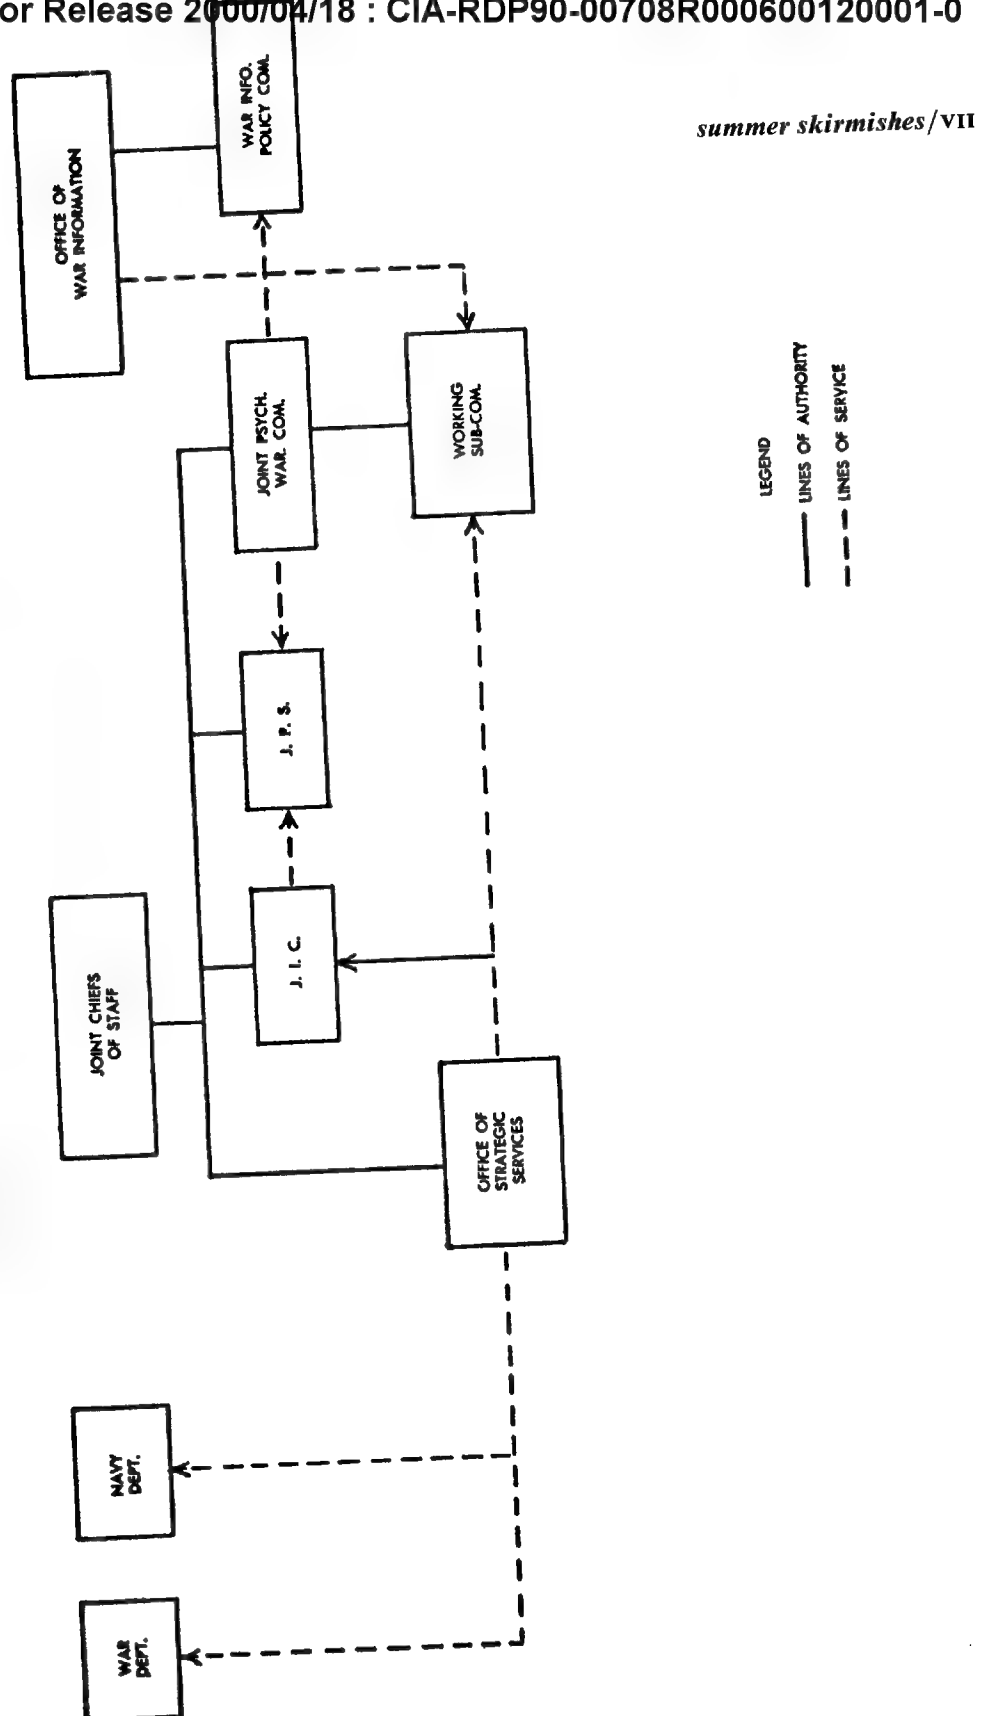 or Release 2000/04/18 : CIA-RDP90-00708R000600120001-0
summer skirmishes/VII
WAR
DEPT.
NAVY
DEPT.
JOINT CHIEFS
OF STAFF
OFFICE OF
WAR INFORMATION
J. I. C.
J. P. S.
JOINT PSYCH.
WAR. COM.
WAR INFO.
POLICY COM.
OFFICE OF
STRATEGIC
SERVICES
WORKING
SUB-COM.
LEGEND
LINES OF AUTHORITY
LINES OF SERVICE